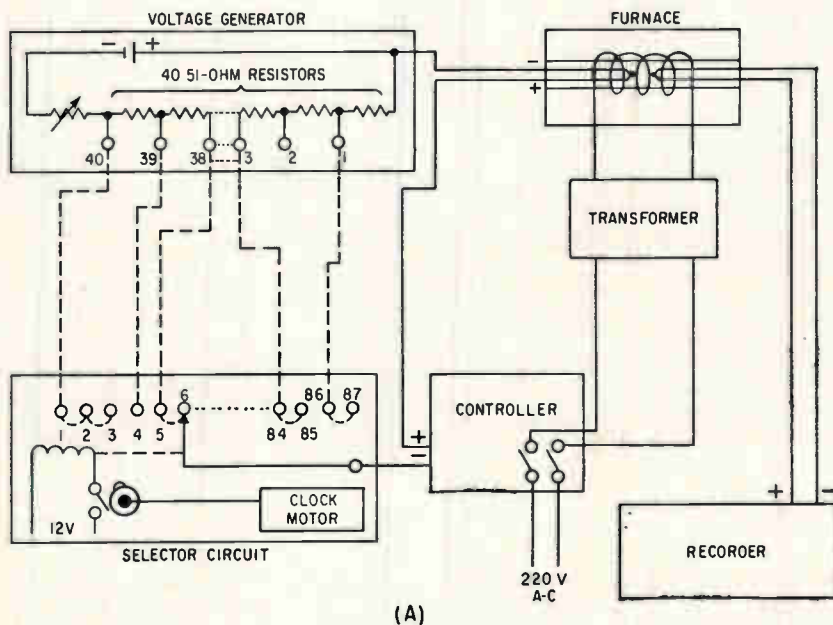 VOLTAGE GENERATOR
FURNACE
- +
40 51-OHM RESISTORS
-
+
40 39 38 3 2 1
TRANSFORMER
1 2 3 4 5 6 84 85 86 87
CONTROLLER
+
-
12V
CLOCK
MOTOR
SELECTOR CIRCUIT
220 V
A-C
+ -
RECORDER
(A)